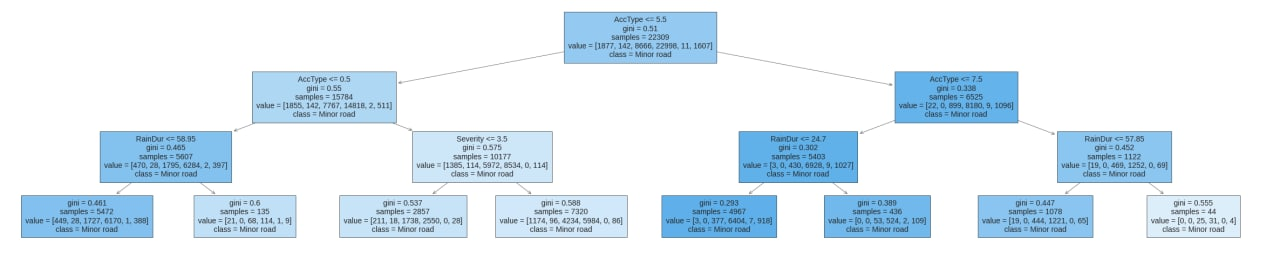 AccType <= 5.5
gini = 0.51
samples = 22309
value = [1877, 142, 8666, 22998, 11, 1607]
class = Minor road
AccType <= 0.5
gini = 0.55
samples = 15784
value = [1855, 142, 7767, 14818, 2, 511]
class = Minor road
AccType <= 7.5
gini = 0.338
samples = 6525
value = [22, 0, 899, 8180, 9, 1096]
class = Minor road
RainDur <= 58.95
gini = 0.465
samples = 5607
value = [470, 28, 1795, 6284, 2, 397]
class = Minor road
Severity <= 3.5
gini = 0.575
samples = 10177
value = [1385, 114, 5972, 8534, 0, 114]
class = Minor road
RainDur <= 24.7
gini = 0.302
samples = 5403
value = [3, 0, 430, 6928, 9, 1027]
class = Minor road
RainDur <= 57.85
gini = 0.452
samples = 1122
value = [19, 0, 469, 1252, 0, 69]
class = Minor road
gini = 0.461
samples = 5472
value = [449, 28, 1727, 6170, 1, 388]
class = Minor road
gini = 0.6
samples = 135
value = [21, 0, 68, 114, 1, 9]
class = Minor road
gini = 0.537
samples = 2857
value = [211, 18, 1738, 2550, 0, 28]
class = Minor road
gini = 0.588
samples = 7320
value = [1174, 96, 4234, 5984, 0, 86]
class = Minor road
gini = 0.293
samples = 4967
value = [3, 0, 377, 6404, 7, 918]
class = Minor road
gini = 0.389
samples = 436
value = [0, 0, 53, 524, 2, 109]
class = Minor road
gini = 0.447
samples = 1078
value = [19, 0, 444, 1221, 0, 65]
class = Minor road
gini = 0.555
samples = 44
value = [0, 0, 25, 31, 0, 4]
class = Minor road